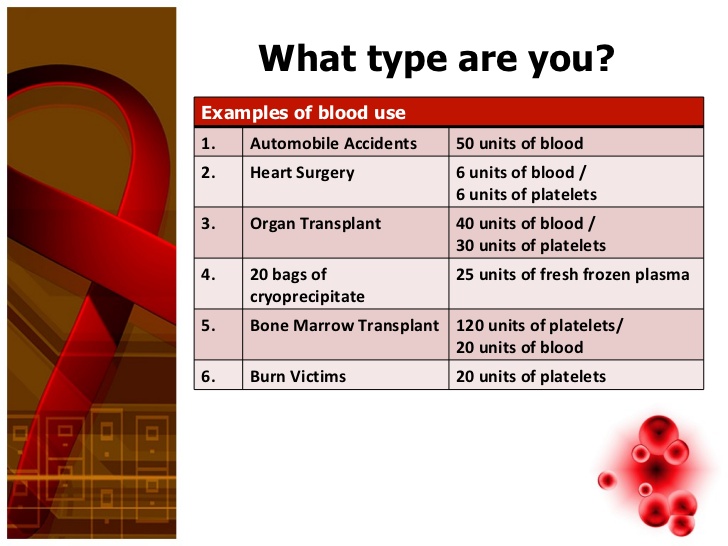 What type are you?
Examples of blood use
1. Automobile Accidents 50 units of blood
2. Heart Surgery 6 units of blood /
6 units of platelets
3. Organ Transplant 40 units of blood /
30 units of platelets
4. 20 bags of 25 units of fresh frozen plasma
cryoprecipitate
5. Bone Marrow Transplant 120 units of platelets/
20 units of blood
6. Burn Victims 20 units of platelets